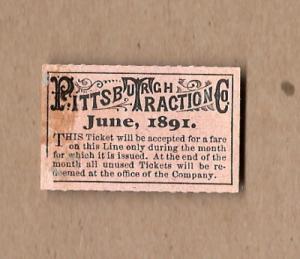 PITTSBURGH TRACTION Co
June, 1891.
THIS Ticket will be accepted for a fare
on this Line only during the month
for which it is issued. At the end of the
month all unused Tickets will be re-
deemed at the office of the Company.